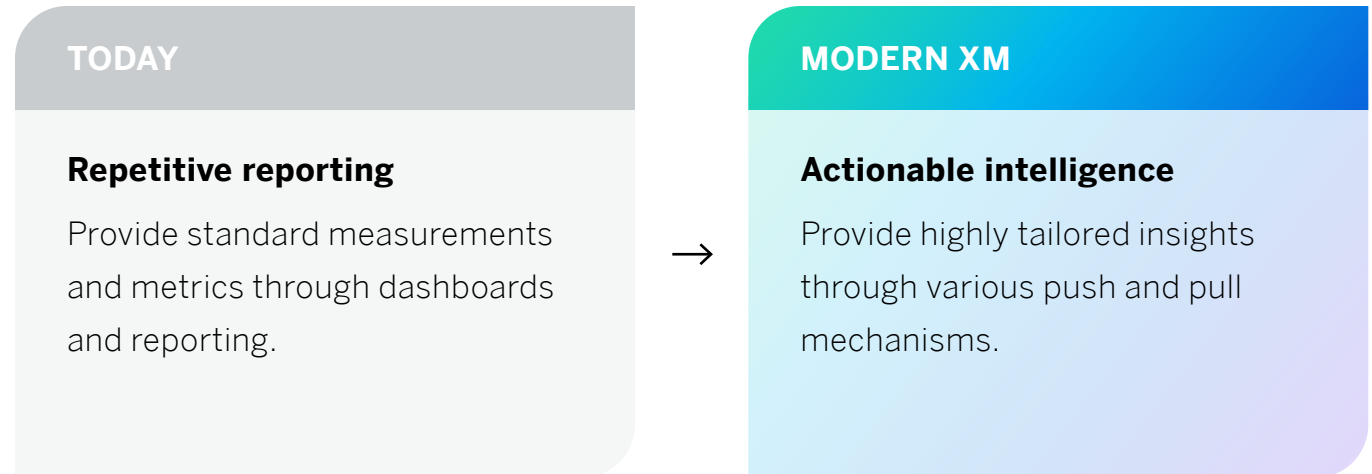 TODAY
Repetitive reporting
Provide standard measurements
and metrics through dashboards
and reporting.
→
MODERN XM
Actionable intelligence
Provide highly tailored insights
through various push and pull
mechanisms.